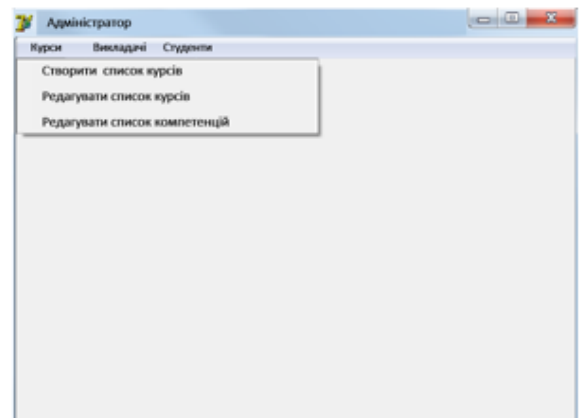 Адміністратор
Курси Викладачі Студенти
Створити список курсів
Редагувати список курсів
Редагувати список компетенцій